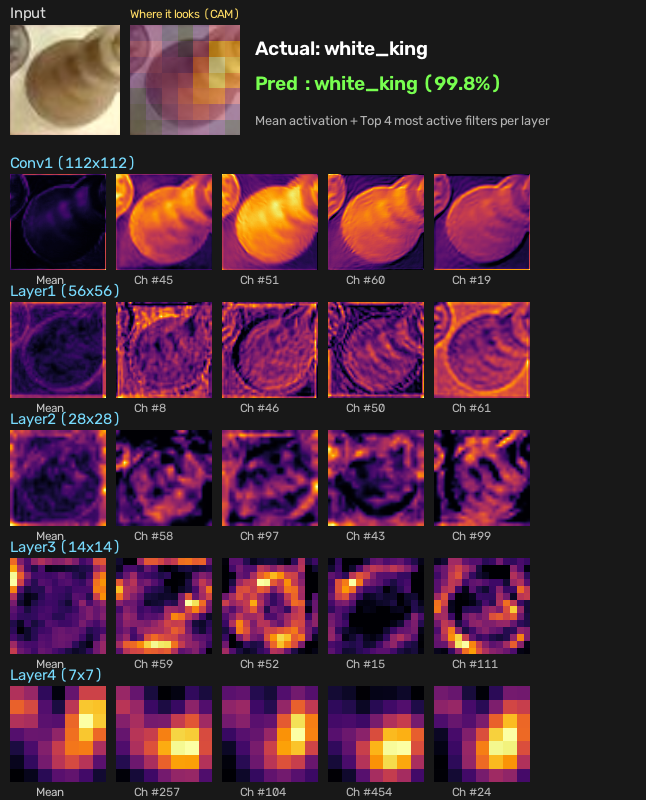 Input
Where it looks (CAM)
Actual: white_king
Pred : white_king (99.8%)
Mean activation + Top 4 most active filters per layer
Conv1 (112x112)
Mean
Ch #45
Ch #51
Ch #60
Ch #19
Layer1 (56x56)
Mean
Ch #8
Ch #46
Ch #50
Ch #61
Layer2 (28x28)
Mean
Ch #58
Ch #97
Ch #43
Ch #99
Layer3 (14x14)
Mean
Ch #59
Ch #52
Ch #15
Ch #111
Layer4 (7x7)
Mean
Ch #257
Ch #104
Ch #454
Ch #24